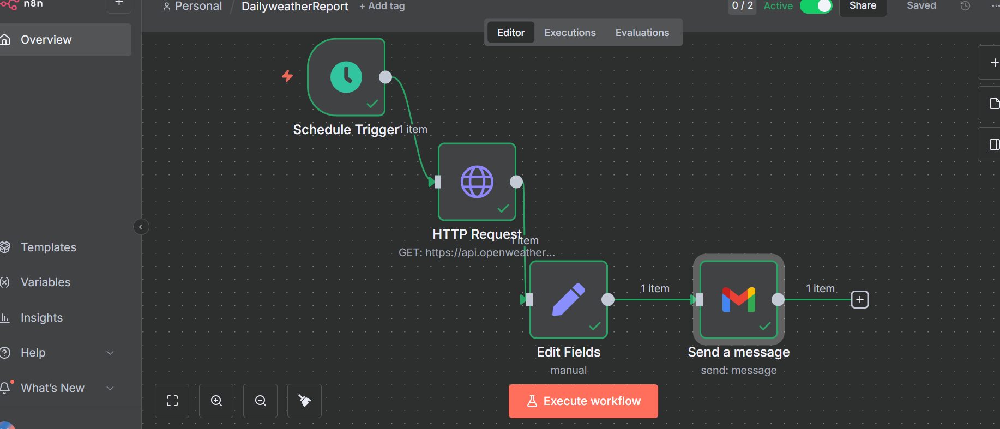 n8n
Personal / DailyweatherReport + Add tag
0 / 2 Active Share Saved
Editor Executions Evaluations
Overview
Templates
Variables
Insights
Help
What's New
Schedule Trigger
1 item
HTTP Request
1 item
GET: https://api.openweather...
1 item
1 item
Edit Fields
manual
Send a message
send: message
Execute workflow